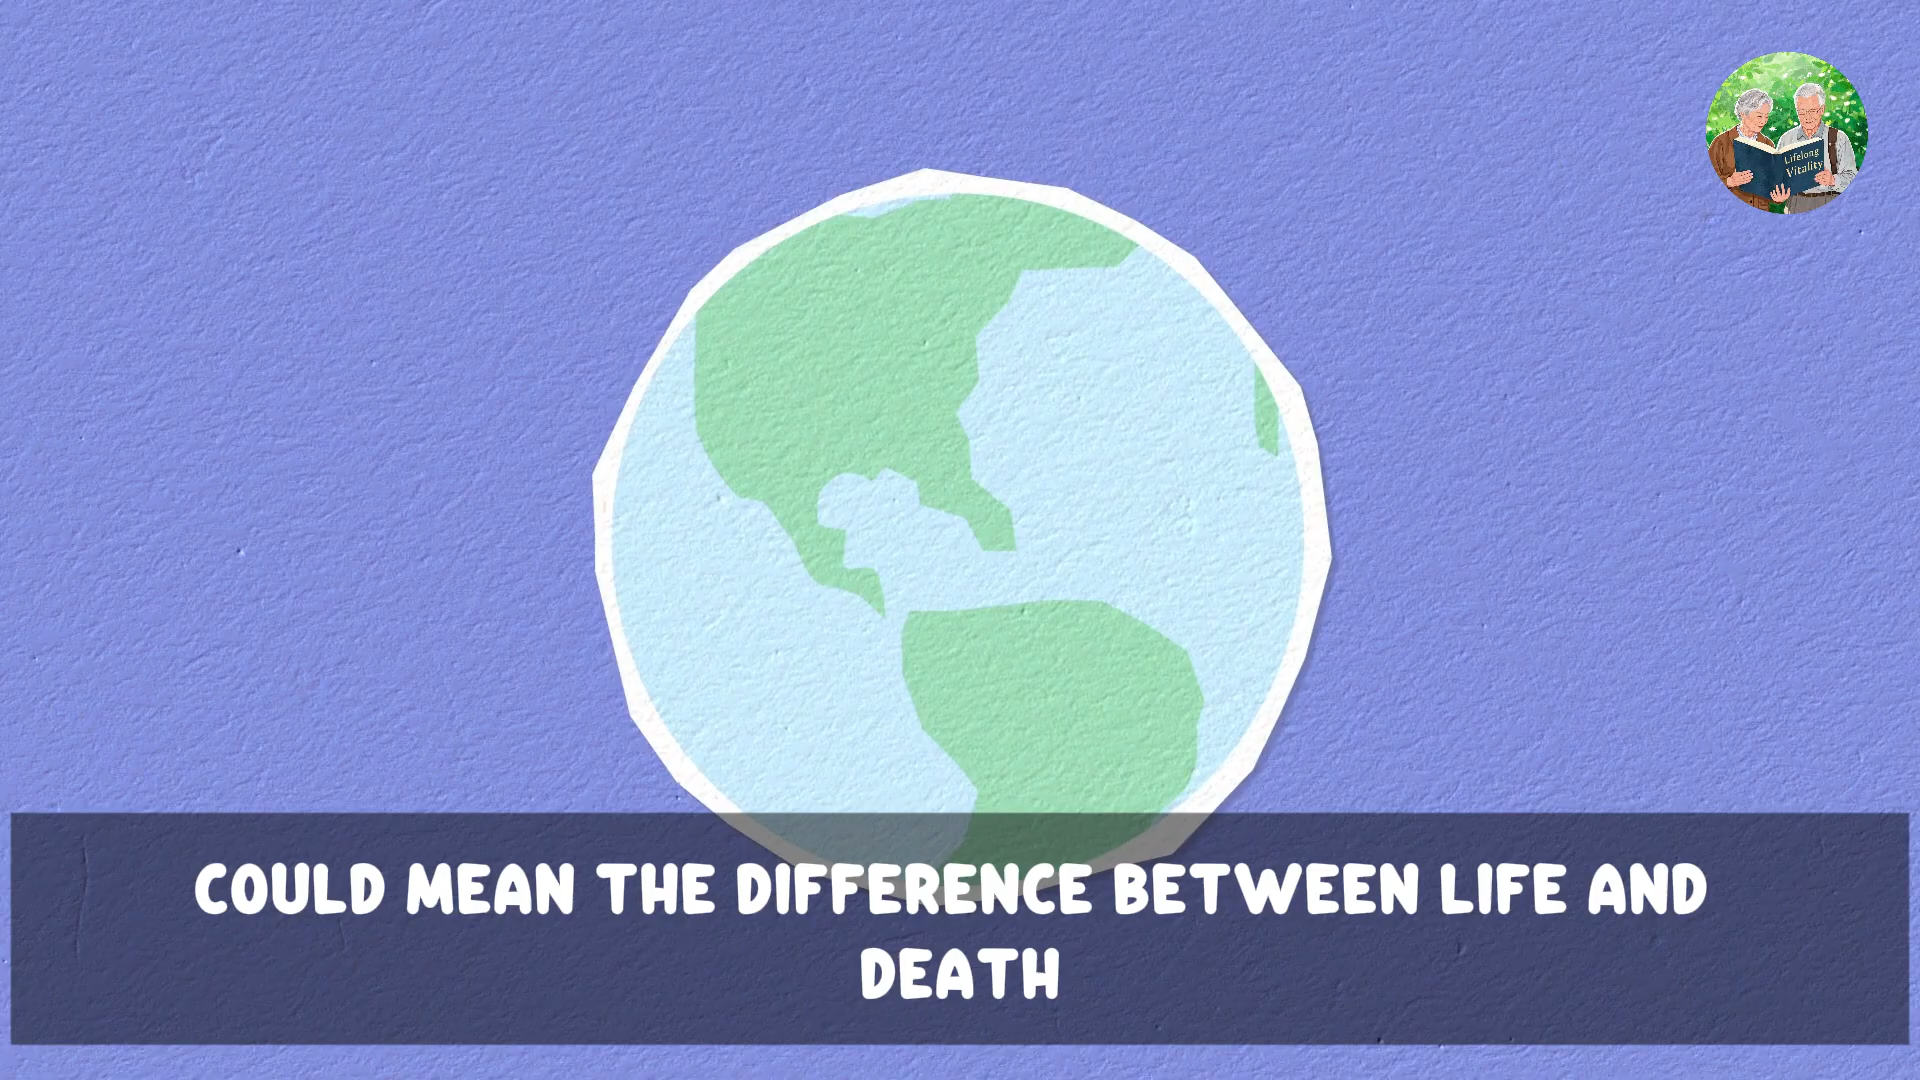 Lifelong
Vitality
COULD MEAN THE DIFFERENCE BETWEEN LIFE AND
DEATH